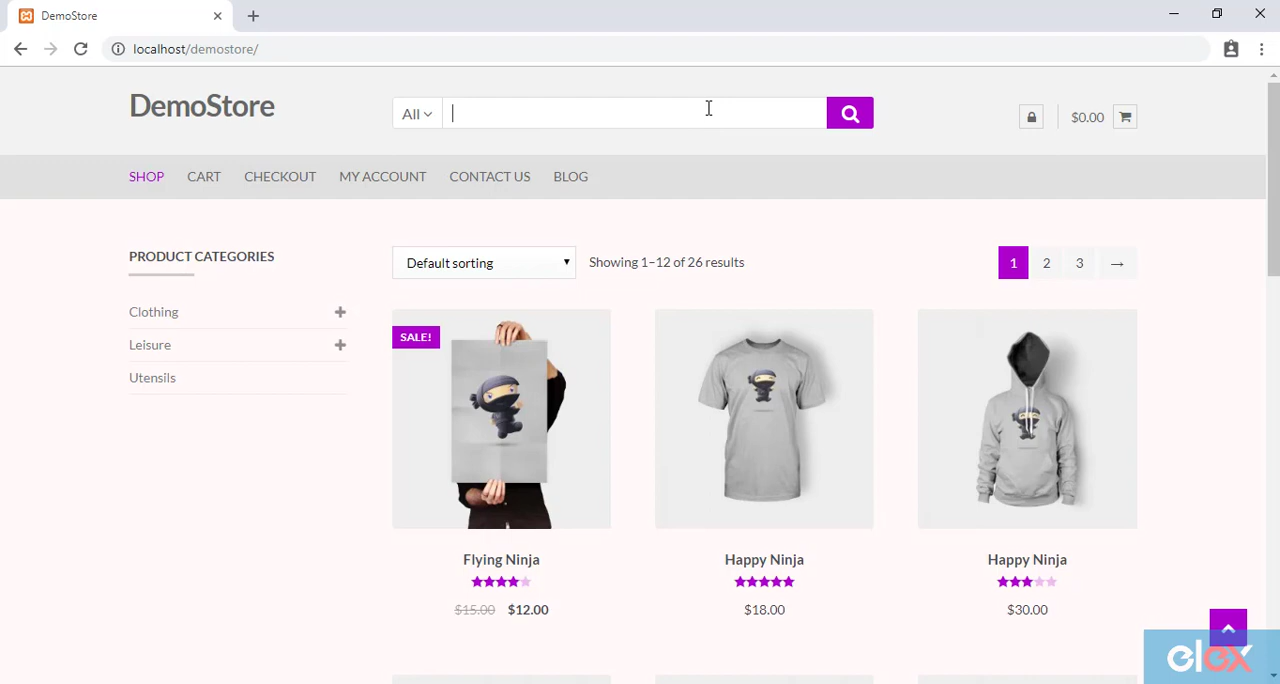 DemoStore
localhost/demostore/
DemoStore
All
$0.00
SHOP CART CHECKOUT MY ACCOUNT CONTACT US BLOG
PRODUCT CATEGORIES
Clothing
Leisure
Utensils
Default sorting
Showing 1–12 of 26 results
1 2 3 →
SALE!
Flying Ninja
$15.00 $12.00
Happy Ninja
$18.00
Happy Ninja
$30.00
elex